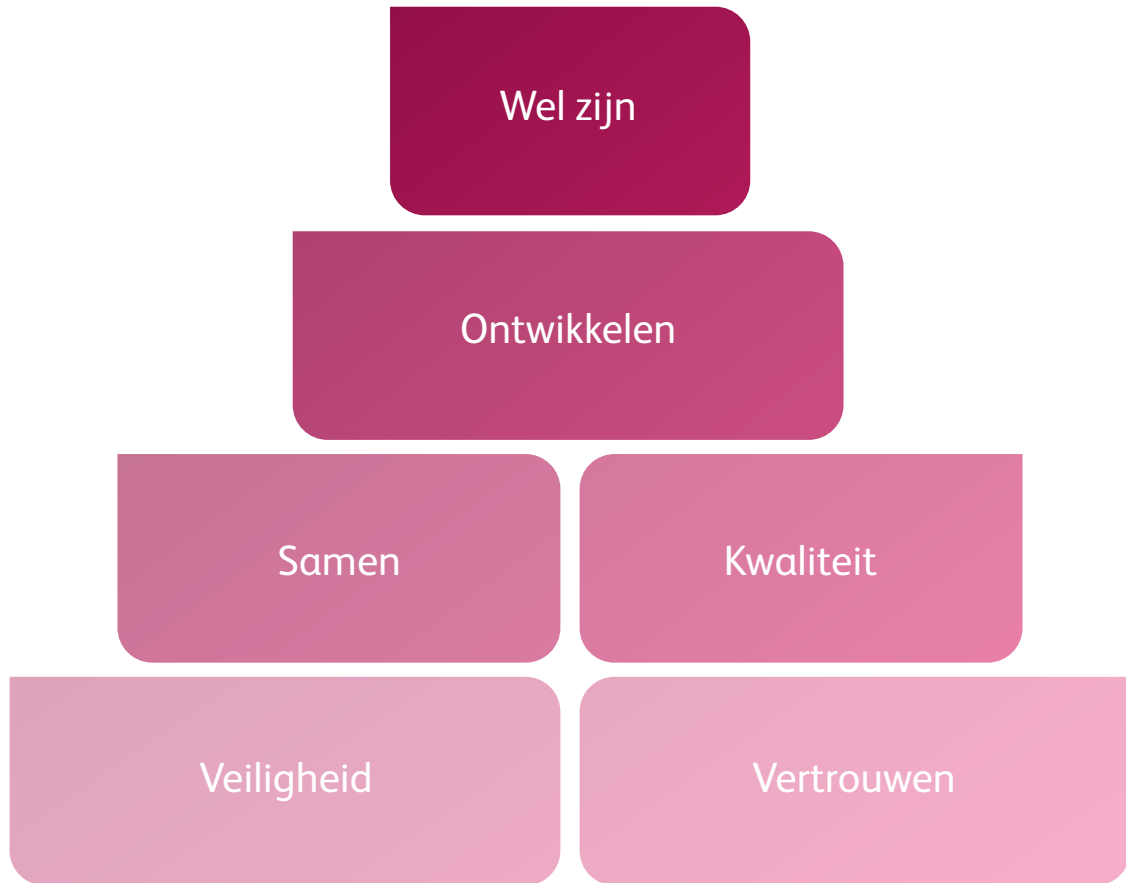 Wel zijn
Ontwikkelen
Samen
Kwaliteit
Veiligheid
Vertrouwen